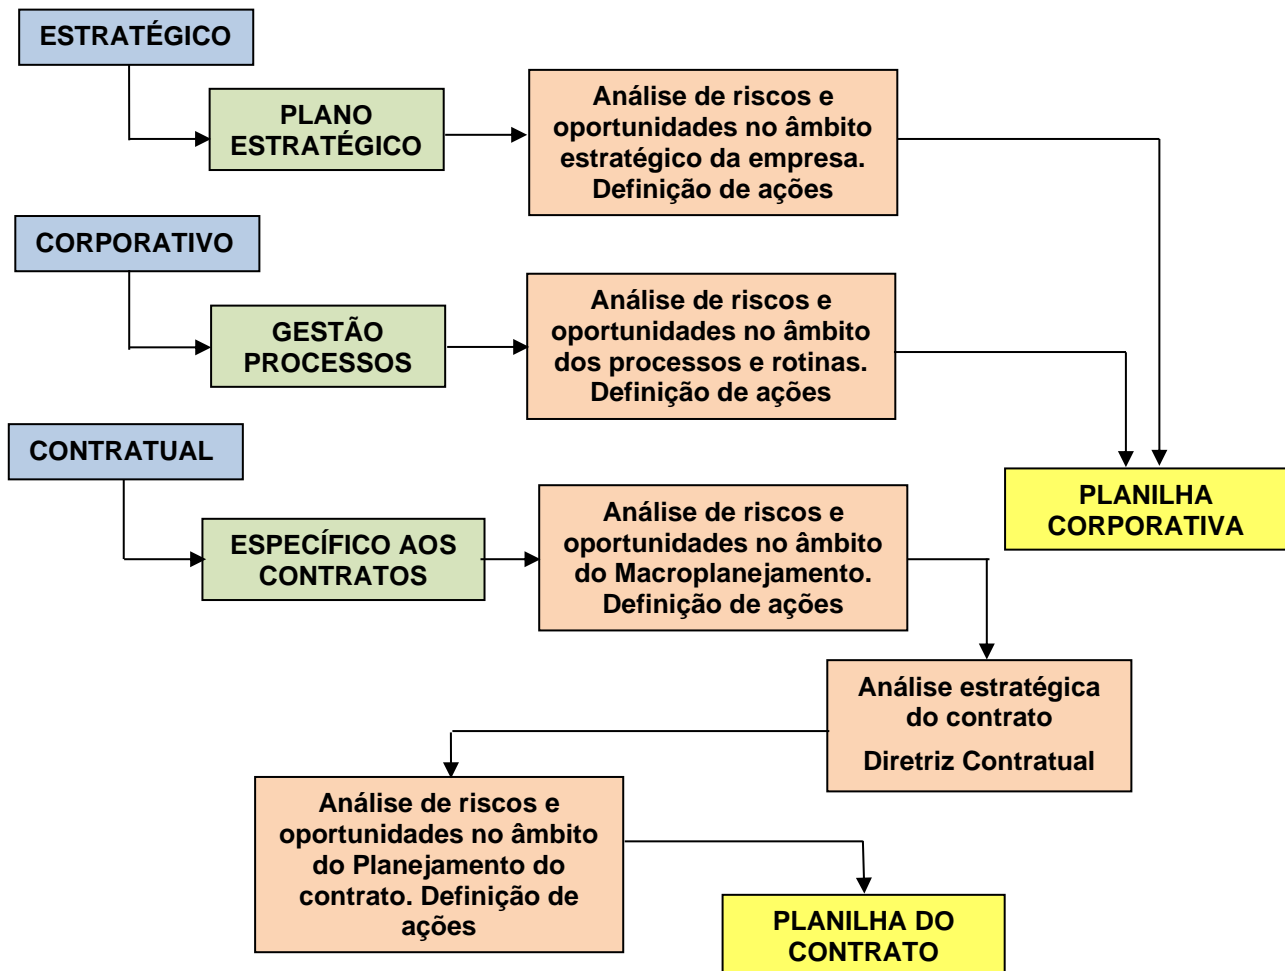 ESTRATÉGICO
PLANO
ESTRATÉGICO
Análise de riscos e
oportunidades no âmbito
estratégico da empresa.
Definição de ações
CORPORATIVO
GESTÃO
PROCESSOS
Análise de riscos e
oportunidades no âmbito
dos processos e rotinas.
Definição de ações
CONTRATUAL
PLANILHA
CORPORATIVA
ESPECÍFICO AOS
CONTRATOS
Análise de riscos e
oportunidades no âmbito
do Macroplanejamento.
Definição de ações
Análise estratégica
do contrato
Diretriz Contratual
Análise de riscos e
oportunidades no âmbito
do Planejamento do
contrato. Definição de
ações
PLANILHA DO
CONTRATO